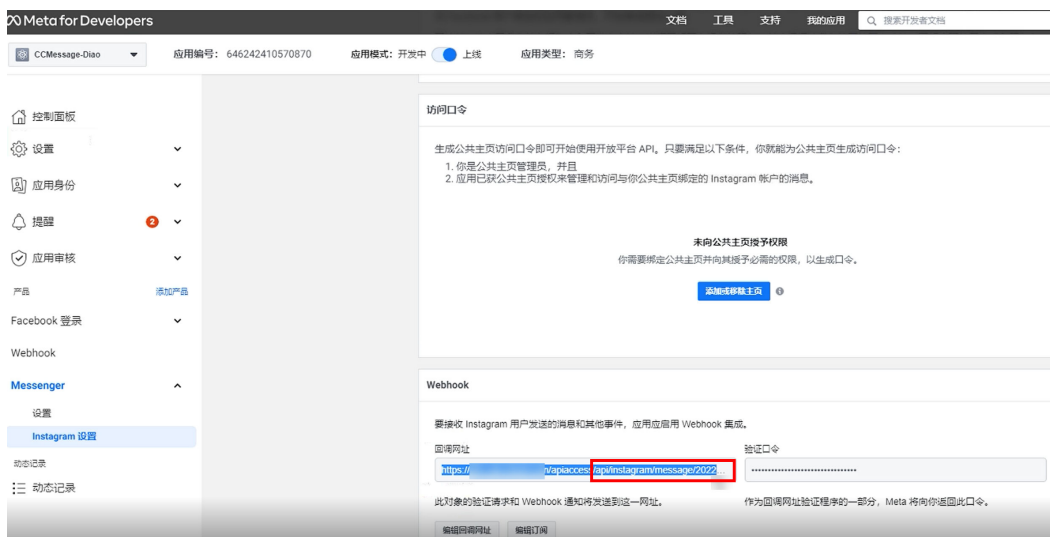 Meta for Developers
文档 工具 支持 我的应用 搜索开发者文档
CCMessage-Diao 应用编号： 646242410570870 应用模式：开发中 上线 应用类型：商务
控制面板
设置
应用身份
提醒 2
应用审核
产品 添加产品
Facebook 登录
Webhook
Messenger
设置
Instagram 设置
动态记录
动态记录
访问口令
生成公共主页访问口令即可开始使用开放平台 API。只要满足以下条件，你就能为公共主页生成访问口令：
1. 你是公共主页管理员，并且
2. 应用已获公共主页授权来管理和访问与你公共主页绑定的 Instagram 帐户的消息。
未向公共主页授予权限
你需要绑定公共主页并向其授予必需的权限，以生成口令。
添加或移除主页
Webhook
要接收 Instagram 用户发送的消息和其他事件，应用应启用 Webhook 集成。
回调网址 验证口令
https:// /apiaccess/api/instagram/message/2022...
此对象的验证请求和 Webhook 通知将发送到这一网址。 作为回调网址验证程序的一部分，Meta 将向你返回此口令。
编辑回调网址 编辑订阅